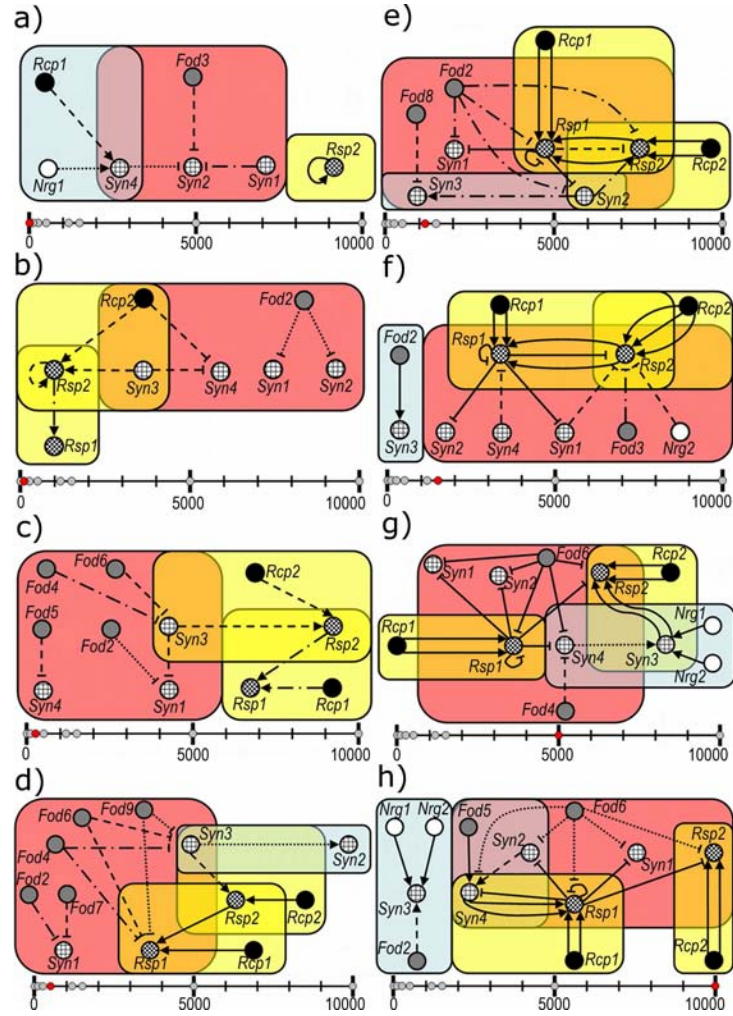 a)
Rcp1
Fod3
Nrg1
Syn4
Syn2
Syn1
Rsp2
0
5000
10000
b)
Rcp2
Fod2
Rsp2
Syn3
Syn4
Syn1
Syn2
Rsp1
0
5000
10000
c)
Fod6
Fod4
Rcp2
Fod5
Fod2
Syn3
Rsp2
Syn4
Syn1
Rsp1
Rcp1
0
5000
10000
d)
Fod9
Fod6
Fod4
Syn3
Syn2
Fod2
Fod7
Rsp2
Rcp2
Syn1
Rsp1
Rcp1
0
5000
10000
e)
Rcp1
Fod2
Fod8
Rsp1
Syn1
Rsp2
Rcp2
Syn3
Syn2
0
5000
10000
f)
Rcp1
Rcp2
Fod2
Rsp1
Rsp2
Syn3
Syn2
Syn4
Syn1
Fod3
Nrg2
0
5000
10000
g)
Fod6
Rcp2
Syn1
Syn2
Rsp2
Rcp1
Nrg1
Rsp1
Syn4
Syn3
Nrg2
Fod4
0
5000
10000
h)
Nrg1
Nrg2
Fod5
Fod6
Syn2
Syn1
Rsp2
Syn3
Syn4
Rsp1
Fod2
Rcp1
Rcp2
0
5000
10000